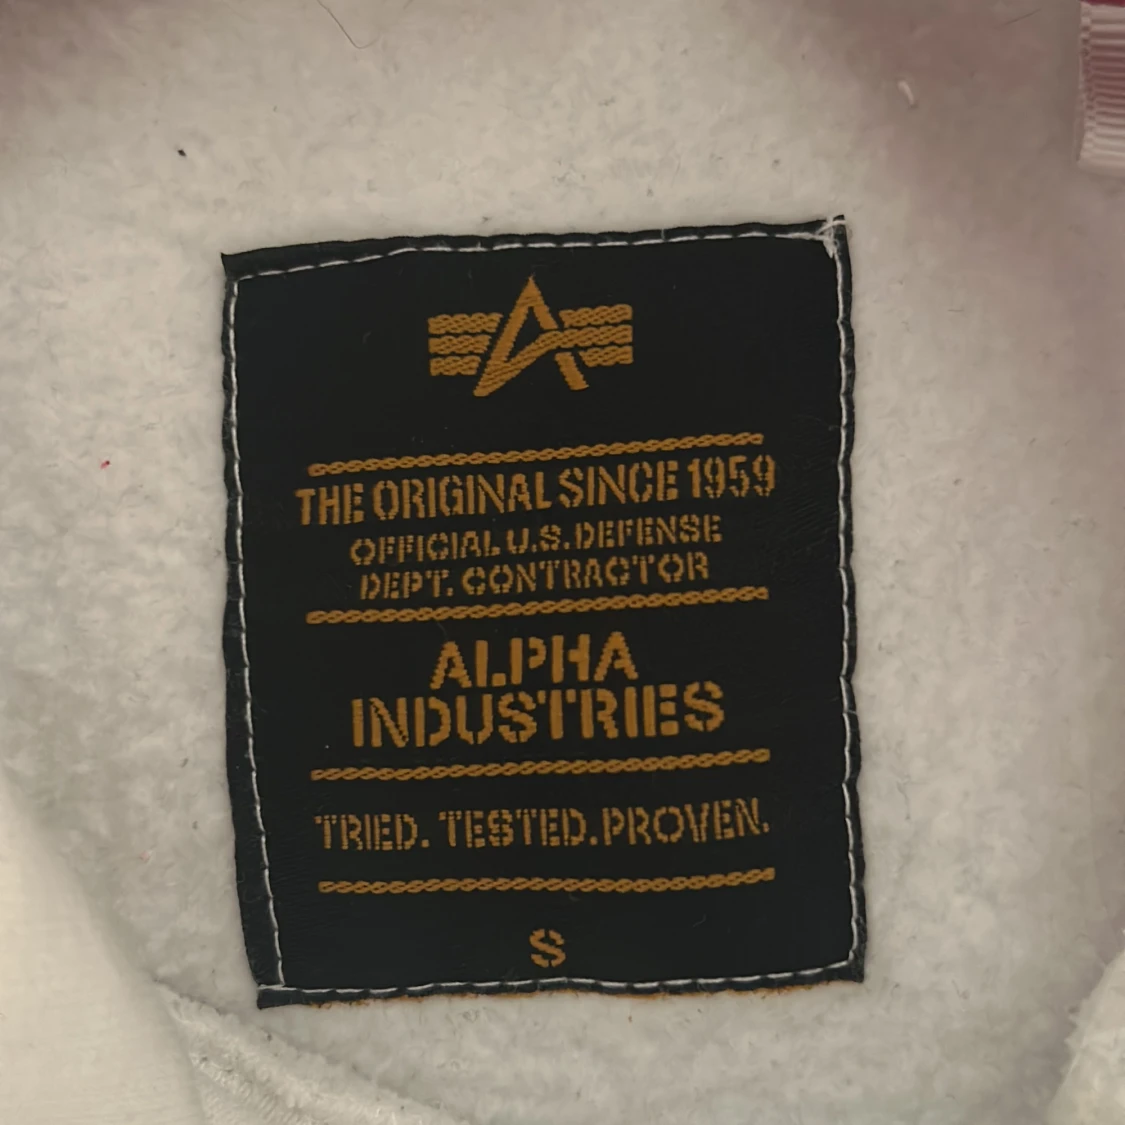 THE ORIGINAL SINCE 1959
OFFICIAL U.S. DEFENSE
DEPT. CONTRACTOR
ALPHA
INDUSTRIES
TRIED. TESTED. PROVEN.
S